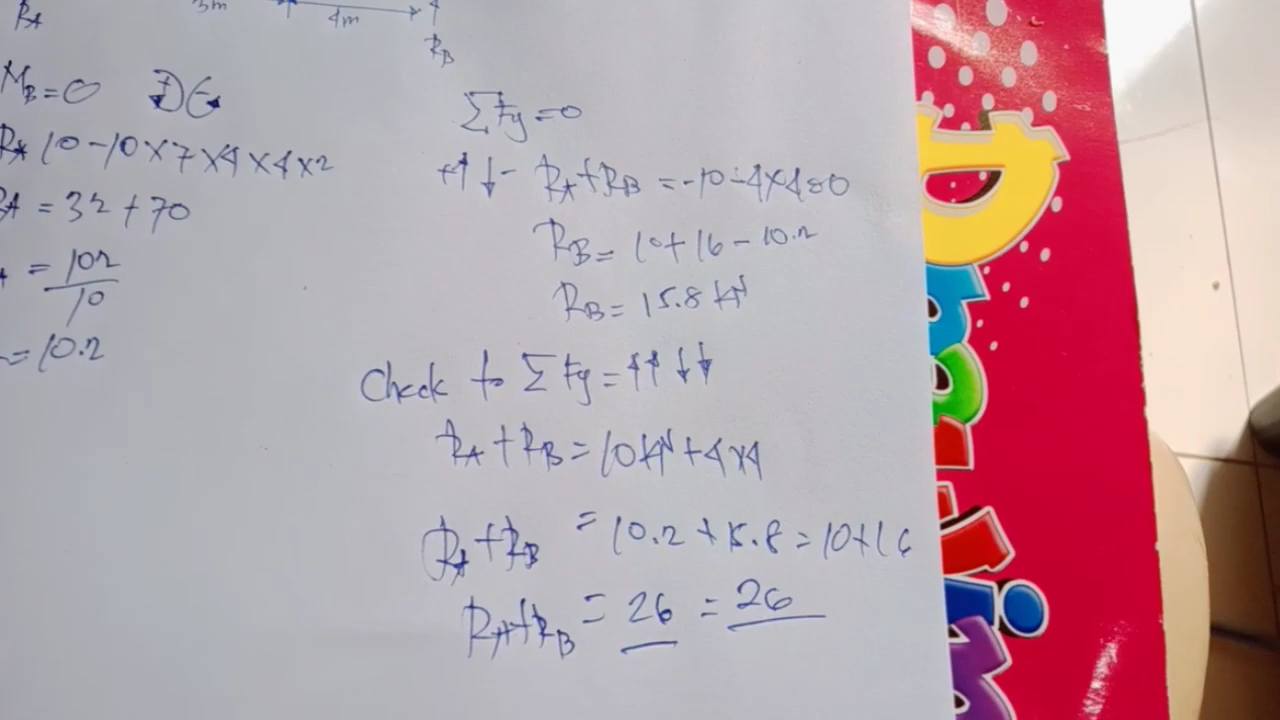 RA
3m
4m
RB
MB=0
RA 10-10×7×4×4×2
RA = 32+70
= 102
10
=10.2
ΣFy=0
+↑ ↓- RA+RB = -10-4×4=0
RB= 10+16-10.2
RB= 15.8 kN
Check to ΣFy=↑↑ ↓↓
RA+RB= 10kN+4×4
RA+RB = 10.2+15.8=10+16
RA+RB = 26 = 26